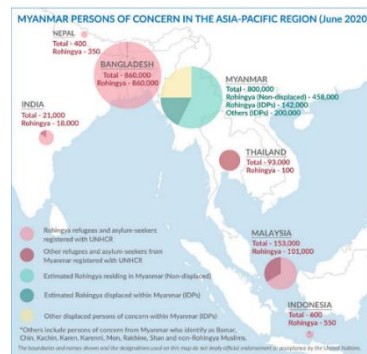 MYANMAR PERSONS OF CONCERN IN THE ASIA-PACIFIC REGION (June 2020)
NEPAL
Total - 400
Rohingya - 350
BANGLADESH
Total - 860,000
Rohingya - 860,000
MYANMAR
Total - 800,000
Rohingya (Non-displaced) - 458,000
Rohingya (IDPs) - 142,000
Others (IDPs) - 200,000
INDIA
Total - 21,000
Rohingya - 18,000
THAILAND
Total - 93,000
Rohingya - 100
MALAYSIA
Total - 153,000
Rohingya - 101,000
INDONESIA
Total - 600
Rohingya - 550
Rohingya refugees and asylum-seekers
registered with UNHCR
Other refugees and asylum-seekers from
Myanmar registered with UNHCR
Estimated Rohingya residing in Myanmar (Non-displaced)
Estimated Rohingya displaced within Myanmar (IDPs)
Other displaced persons of concern within Myanmar (IDPs)
*Others include persons of concern from Myanmar who identify as Bamar,
Chin, Kachin, Karen, Karenni, Mon, Rakhine, Shan and non-Rohingya Muslims.
The boundaries and names shown and the designations used on this map do not imply official endorsement or acceptance by the United Nations.